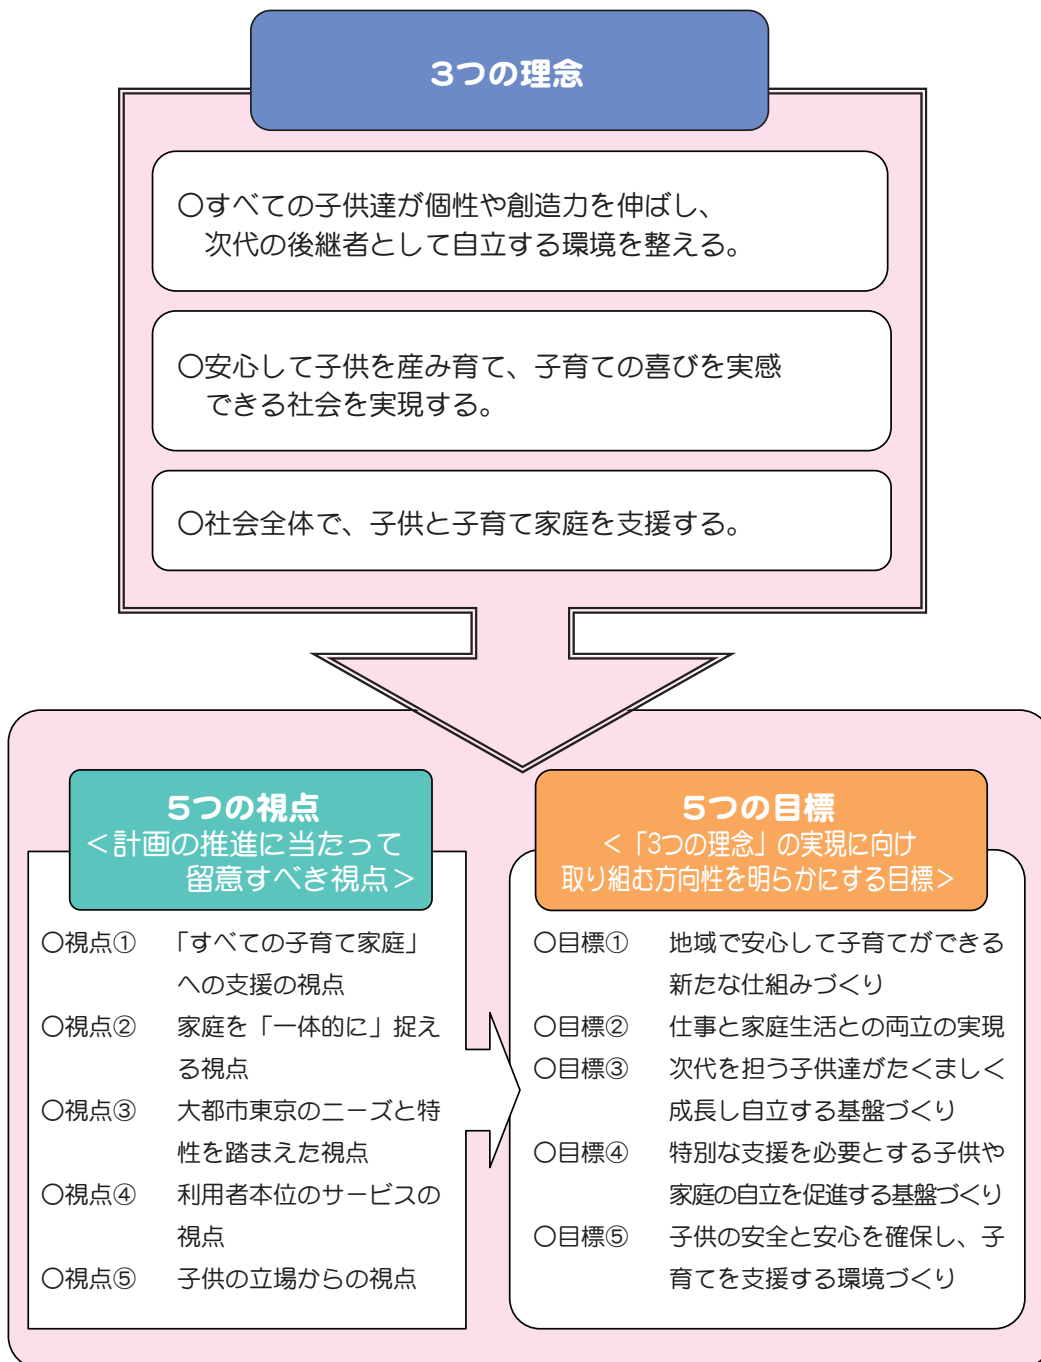 3つの理念
○すべての子供達が個性や創造力を伸ばし、
次代の後継者として自立する環境を整える。
○安心して子供を産み育て、子育ての喜びを実感
できる社会を実現する。
○社会全体で、子供と子育て家庭を支援する。
5つの視点
＜計画の推進に当たって
留意すべき視点＞
○視点① 「すべての子育て家庭」
への支援の視点
○視点② 家庭を「一体的に」捉え
る視点
○視点③ 大都市東京のニーズと特
性を踏まえた視点
○視点④ 利用者本位のサービスの
視点
○視点⑤ 子供の立場からの視点
5つの目標
＜「3つの理念」の実現に向け
取り組む方向性を明らかにする目標＞
○目標① 地域で安心して子育てができる
新たな仕組みづくり
○目標② 仕事と家庭生活との両立の実現
○目標③ 次代を担う子供達がたくましく
成長し自立する基盤づくり
○目標④ 特別な支援を必要とする子供や
家庭の自立を促進する基盤づくり
○目標⑤ 子供の安全と安心を確保し、子
育てを支援する環境づくり